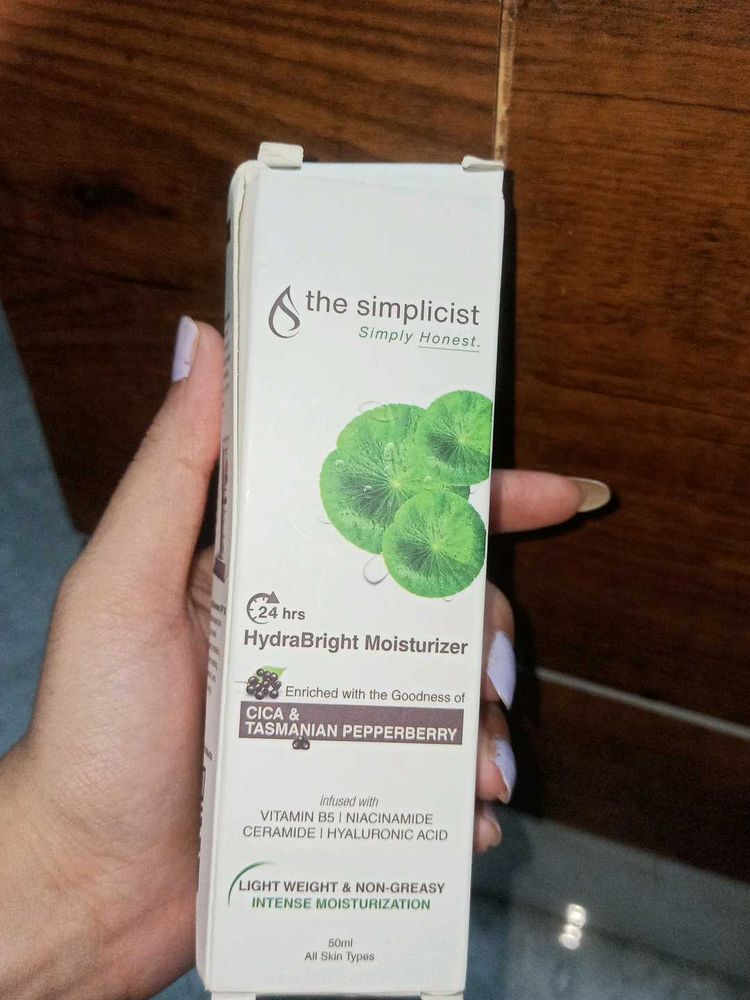 the simplicist
Simply Honest.
24 hrs
HydraBright Moisturizer
Enriched with the Goodness of
CICA &
TASMANIAN PEPPERBERRY
infused with
VITAMIN B5 | NIACINAMIDE
CERAMIDE | HYALURONIC ACID
LIGHT WEIGHT & NON-GREASY
INTENSE MOISTURIZATION
50ml
All Skin Types